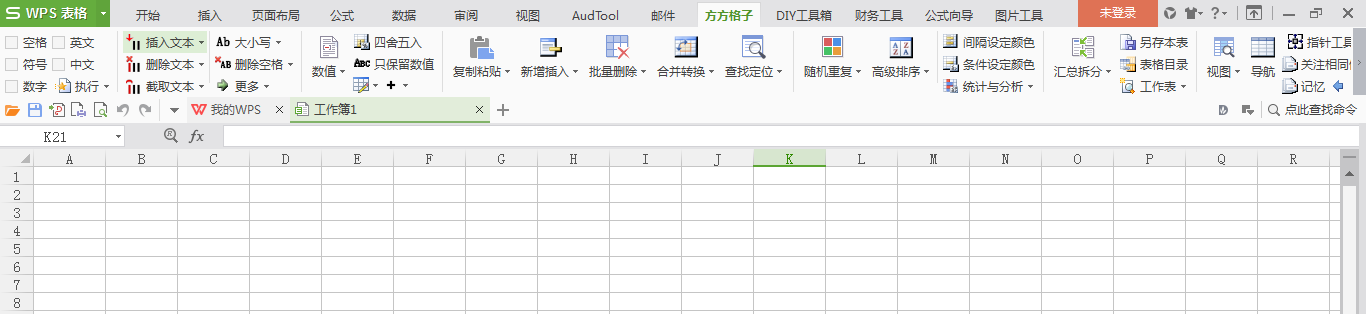 S WPS 表格 开始 插入 页面布局 公式 数据 审阅 视图 AudTool 邮件 方方格子 DIY工具箱 财务工具 公式向导 图片工具 未登录
空格 英文 插入文本 Ab 大小写 四舍五入 间隔设定颜色 另存本表 指针工具
符号 中文 删除文本 AB 删除空格 数值 ABC 只保留数值 复制粘贴 新增插入 批量删除 合并转换 查找定位 随机重复 高级排序 条件设定颜色 汇总拆分 表格目录 视图 导航 关注相同
数字 执行 截取文本 更多 统计与分析 工作表 记忆
我的WPS 工作簿1 点此查找命令
K21 fx
A B C D E F G H I J K L M N O P Q R
1
2
3
4
5
6
7
8